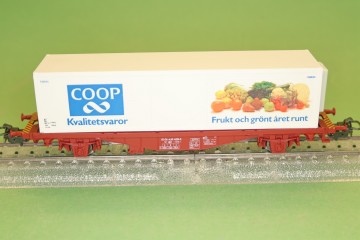 COOP
Kvalitetsvaror
Frukt och grönt året runt